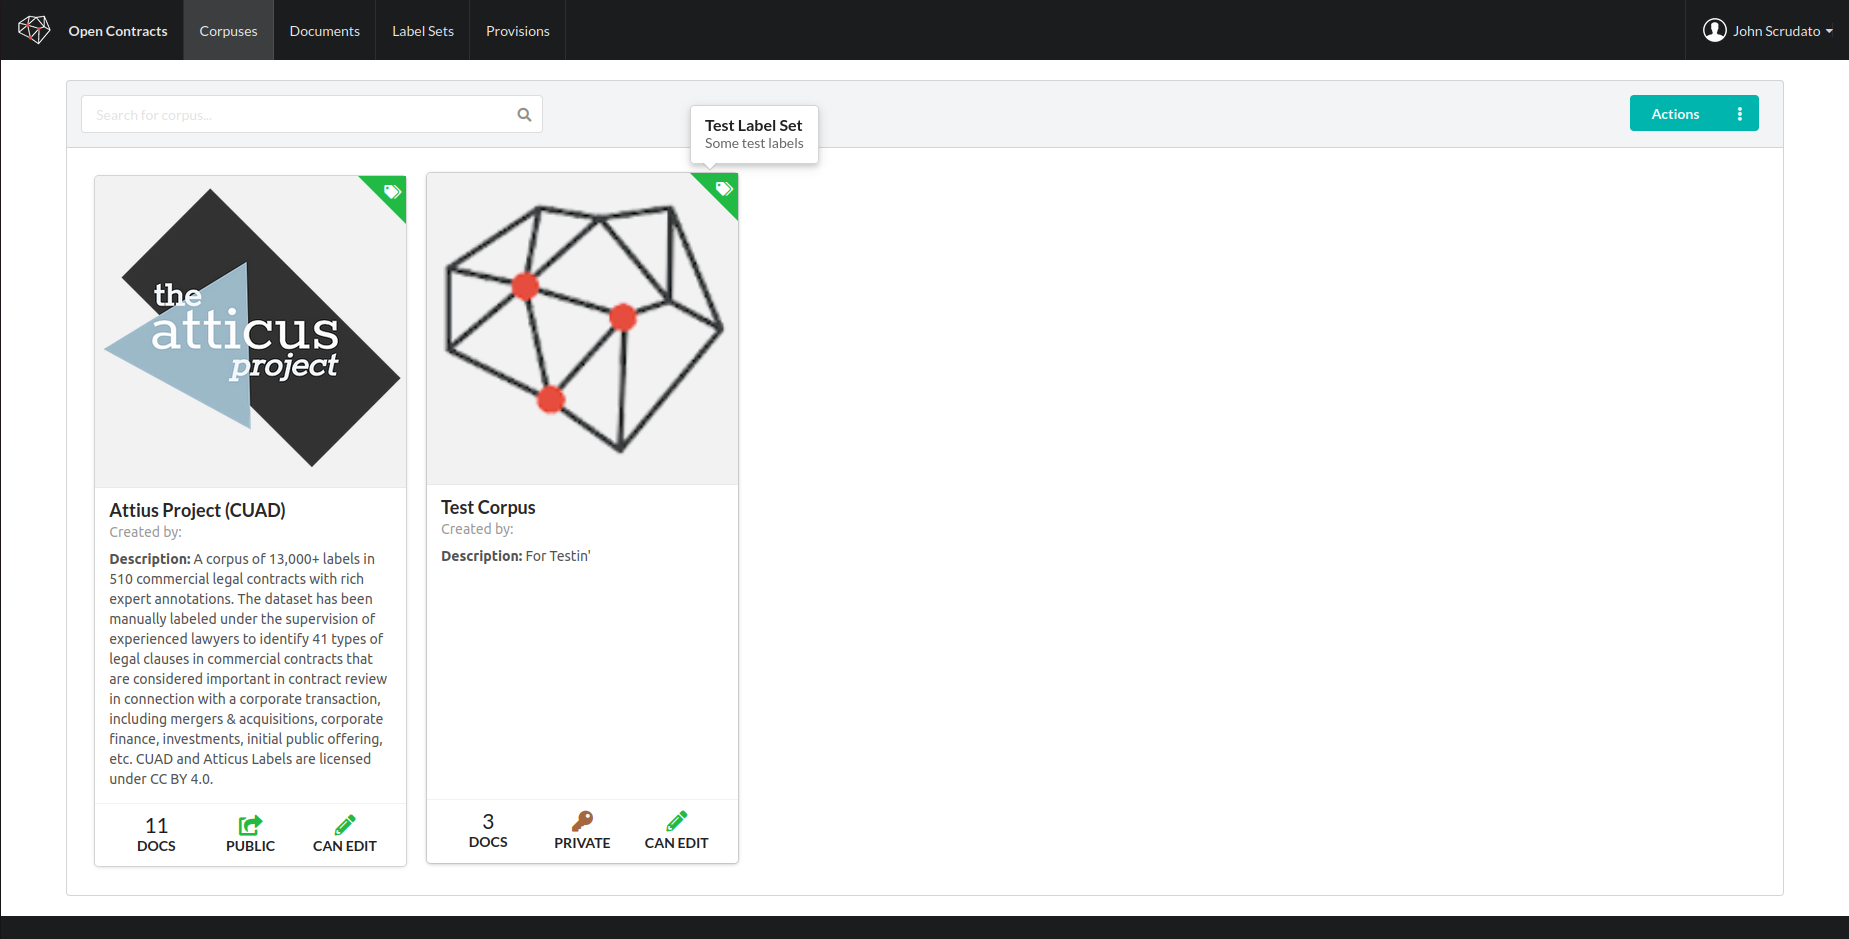 Open Contracts
Corpuses
Documents
Label Sets
Provisions
John Scrudato
Search for corpus...
Test Label Set
Some test labels
Actions
the
atticus
project
Attius Project (CUAD)
Created by:
Description: A corpus of 13,000+ labels in
510 commercial legal contracts with rich
expert annotations. The dataset has been
manually labeled under the supervision of
experienced lawyers to identify 41 types of
legal clauses in commercial contracts that
are considered important in contract review
in connection with a corporate transaction,
including mergers & acquisitions, corporate
finance, investments, initial public offering,
etc. CUAD and Atticus Labels are licensed
under CC BY 4.0.
11
DOCS
PUBLIC
CAN EDIT
Test Corpus
Created by:
Description: For Testin'
3
DOCS
PRIVATE
CAN EDIT